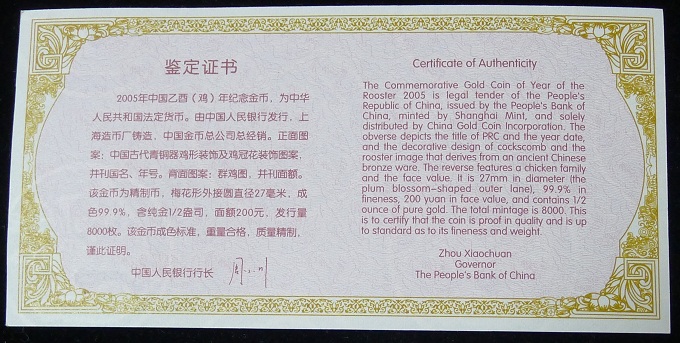 鉴定证书
2005年中国乙酉（鸡）年纪念金币，为中华
人民共和国法定货币。由中国人民银行发行，上
海造币厂铸造，中国金币总公司总经销。正面图
案：中国古代青铜器鸡形装饰及鸡冠花装饰图案，
并刊国名、年号。背面图案：群鸡图，并刊面额。
该金币为精制币，梅花形外接圆直径27毫米，成
色99.9%，含纯金1/2盎司，面额200元，发行量
8000枚。该金币成色标准，重量合格，质量精制，
谨此证明。
中国人民银行行长
Certificate of Authenticity
The Commemorative Gold Coin of Year of the
Rooster 2005 is legal tender of the People's
Republic of China, issued by the People's Bank of
China, minted by Shanghai Mint, and solely
distributed by China Gold Coin Incorporation. The
obverse depicts the title of PRC and the year date,
and the decorative design of cockscomb and the
rooster image that derives from an ancient Chinese
bronze ware. The reverse features a chicken family
and the face value. It is 27mm in diameter (the
plum blossom-shaped outer lane), 99.9% in
fineness, 200 yuan in face value, and contains 1/2
ounce of pure gold. The total mintage is 8000. This
is to certify that the coin is proof in quality and is up
to standard as to its fineness and weight.
Zhou Xiaochuan
Governor
The People's Bank of China